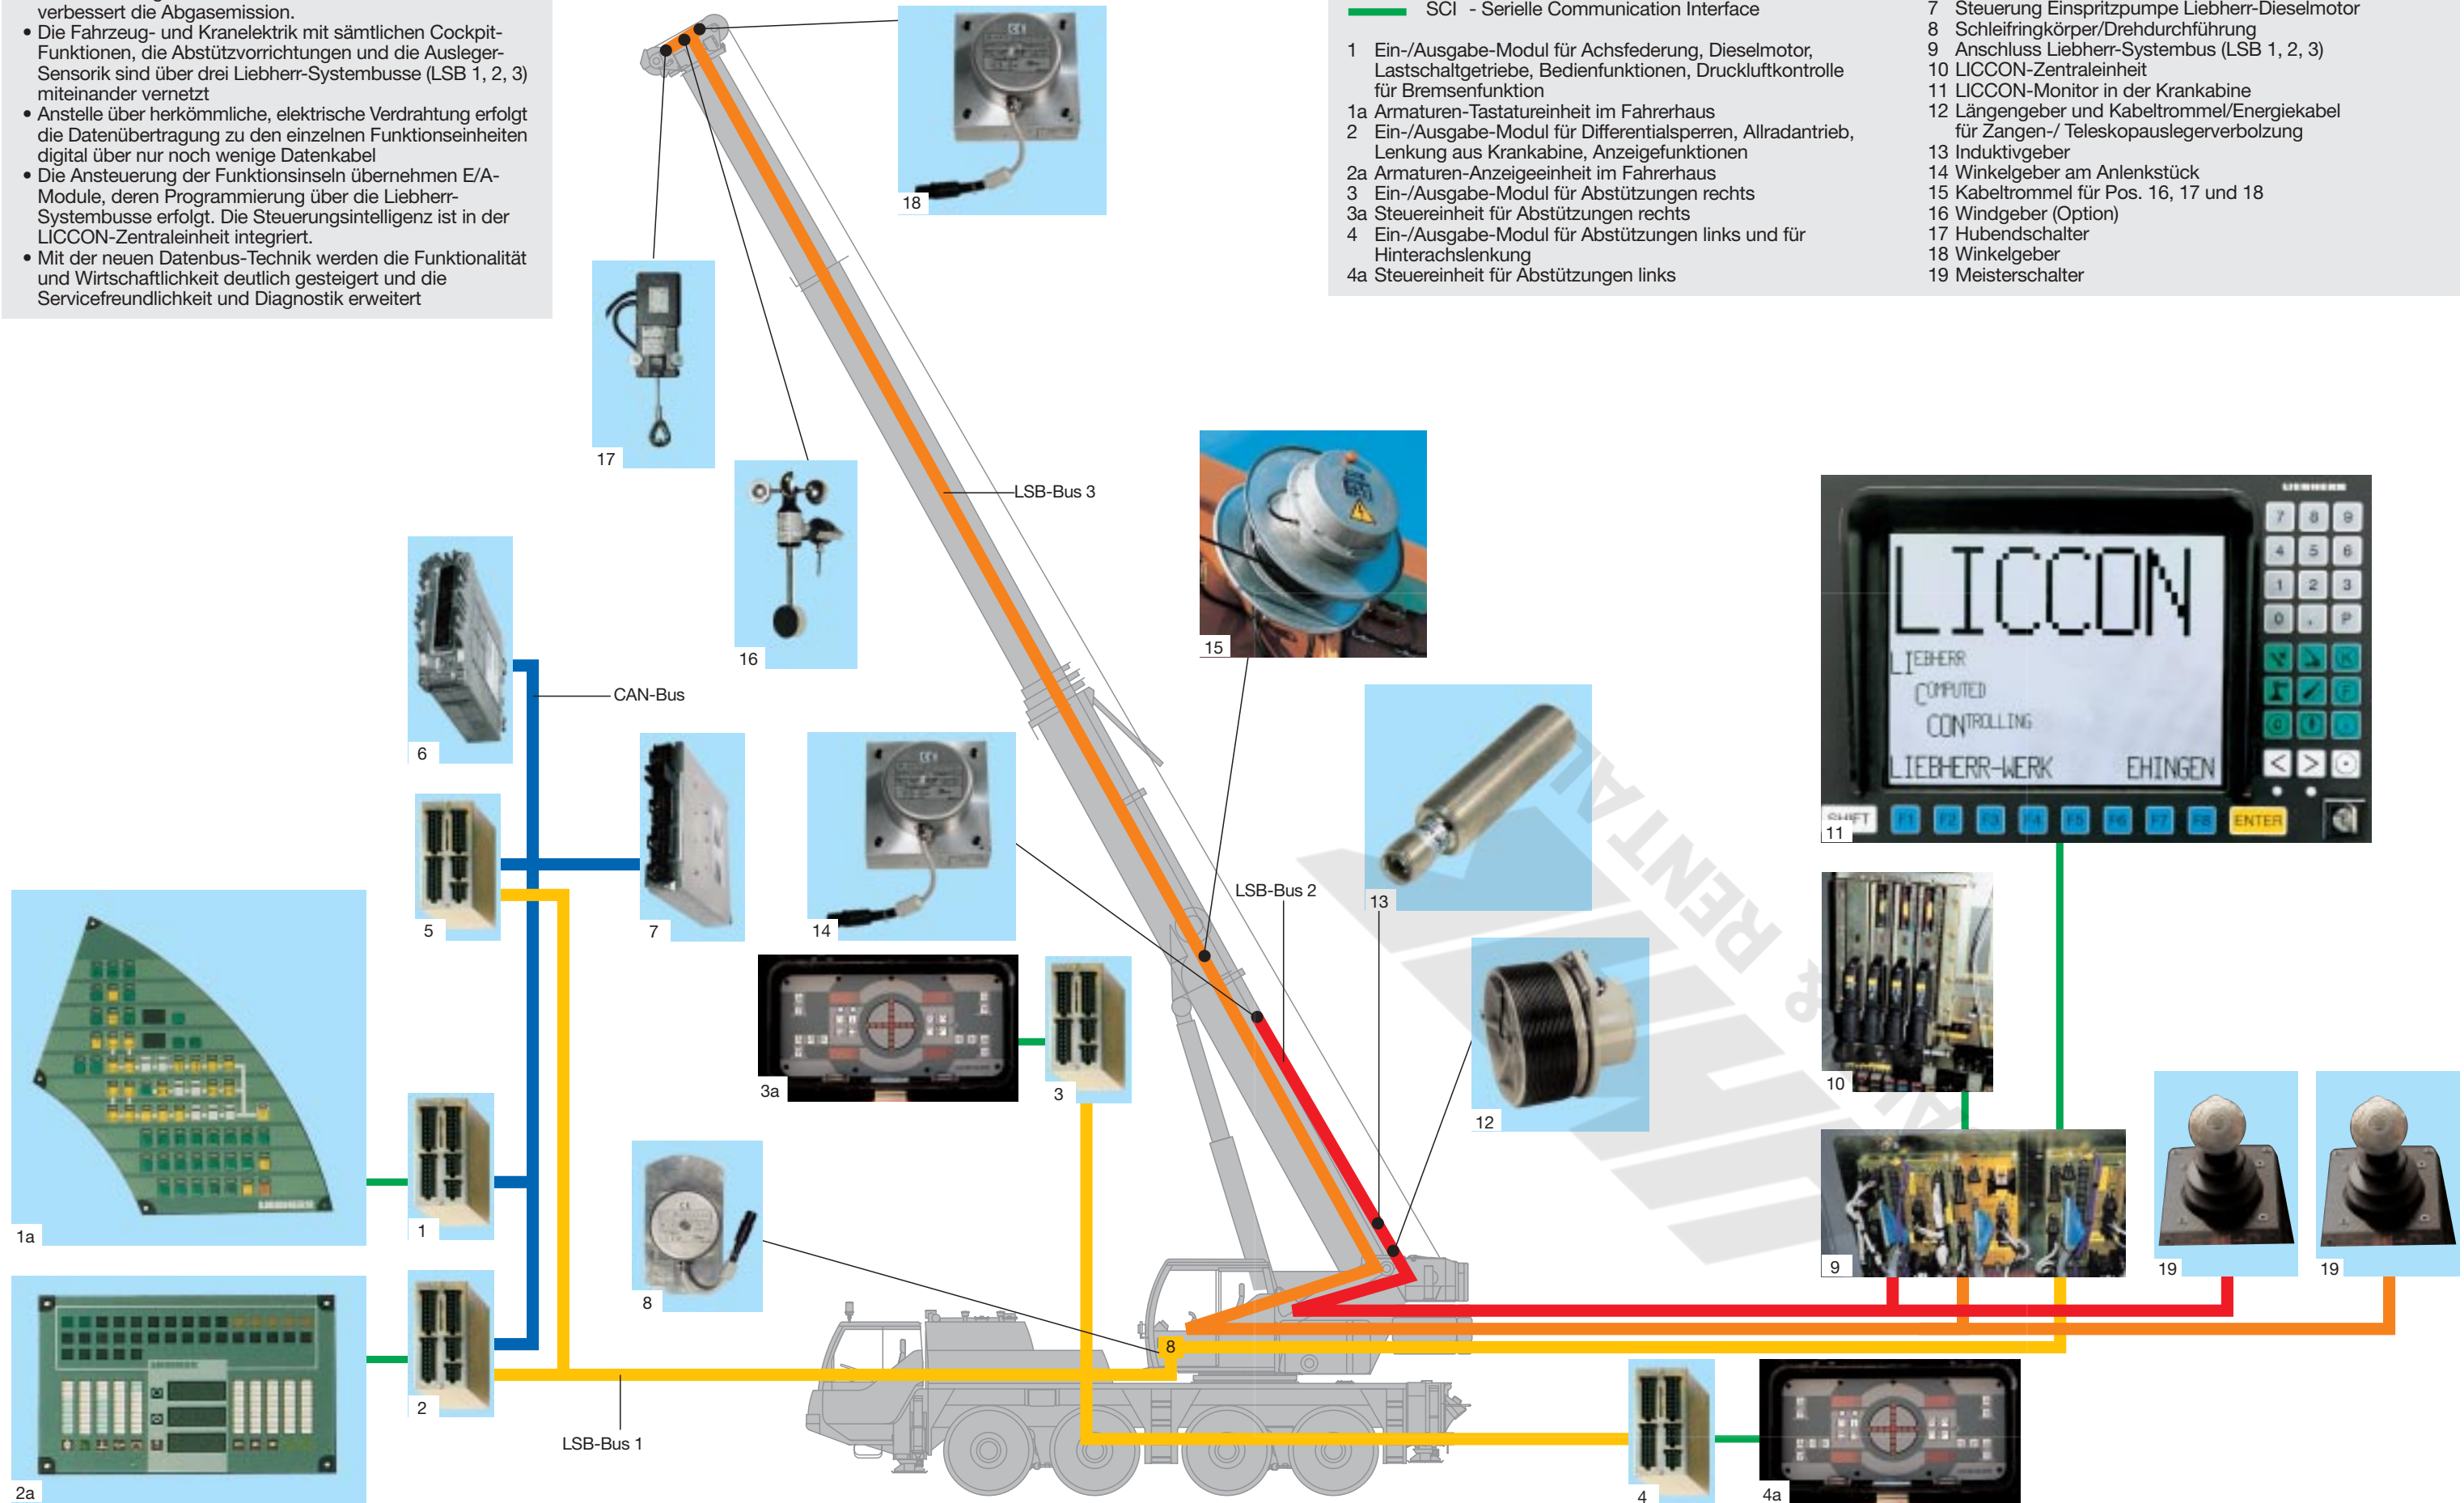 verbessert die Abgasemission.
• Die Fahrzeug- und Kranelektrik mit sämtlichen Cockpit-
Funktionen, die Abstützvorrichtungen und die Ausleger-
Sensorik sind über drei Liebherr-Systembusse (LSB 1, 2, 3)
miteinander vernetzt
• Anstelle über herkömmliche, elektrische Verdrahtung erfolgt
die Datenübertragung zu den einzelnen Funktionseinheiten
digital über nur noch wenige Datenkabel
• Die Ansteuerung der Funktionsinseln übernehmen E/A-
Module, deren Programmierung über die Liebherr-
Systembusse erfolgt. Die Steuerungsintelligenz ist in der
LICCON-Zentraleinheit integriert.
• Mit der neuen Datenbus-Technik werden die Funktionalität
und Wirtschaftlichkeit deutlich gesteigert und die
Servicefreundlichkeit und Diagnostik erweitert
SCI - Serielle Communication Interface
1 Ein-/Ausgabe-Modul für Achsfederung, Dieselmotor,
Lastschaltgetriebe, Bedienfunktionen, Druckluftkontrolle
für Bremsenfunktion
1a Armaturen-Tastatureinheit im Fahrerhaus
2 Ein-/Ausgabe-Modul für Differentialsperren, Allradantrieb,
Lenkung aus Krankabine, Anzeigefunktionen
2a Armaturen-Anzeigeeinheit im Fahrerhaus
3 Ein-/Ausgabe-Modul für Abstützungen rechts
3a Steuereinheit für Abstützungen rechts
4 Ein-/Ausgabe-Modul für Abstützungen links und für
Hinterachslenkung
4a Steuereinheit für Abstützungen links
7 Steuerung Einspritzpumpe Liebherr-Dieselmotor
8 Schleifringkörper/Drehdurchführung
9 Anschluss Liebherr-Systembus (LSB 1, 2, 3)
10 LICCON-Zentraleinheit
11 LICCON-Monitor in der Krankabine
12 Längengeber und Kabeltrommel/Energiekabel
für Zangen-/ Teleskopauslegerverbolzung
13 Induktivgeber
14 Winkelgeber am Anlenkstück
15 Kabeltrommel für Pos. 16, 17 und 18
16 Windgeber (Option)
17 Hubendschalter
18 Winkelgeber
19 Meisterschalter
18
17
16
LSB-Bus 3
15
6
CAN-Bus
5
7
14
LSB-Bus 2
13
12
LIEBHERR
7 8 9
4 5 6
1 2 3
0 . P
LICCON
LIEBHERR
COMPUTED
CONTROLLING
LIEBHERR-WERK EHINGEN
K
F
< >
SHIFT F1 F2 F3 F4 F5 F6 F7 F8 ENTER
11
& RENTAL
10
3a
3
1a
1
LIEBHERR
8
9
19
19
8
2a
2
LSB-Bus 1
4
4a